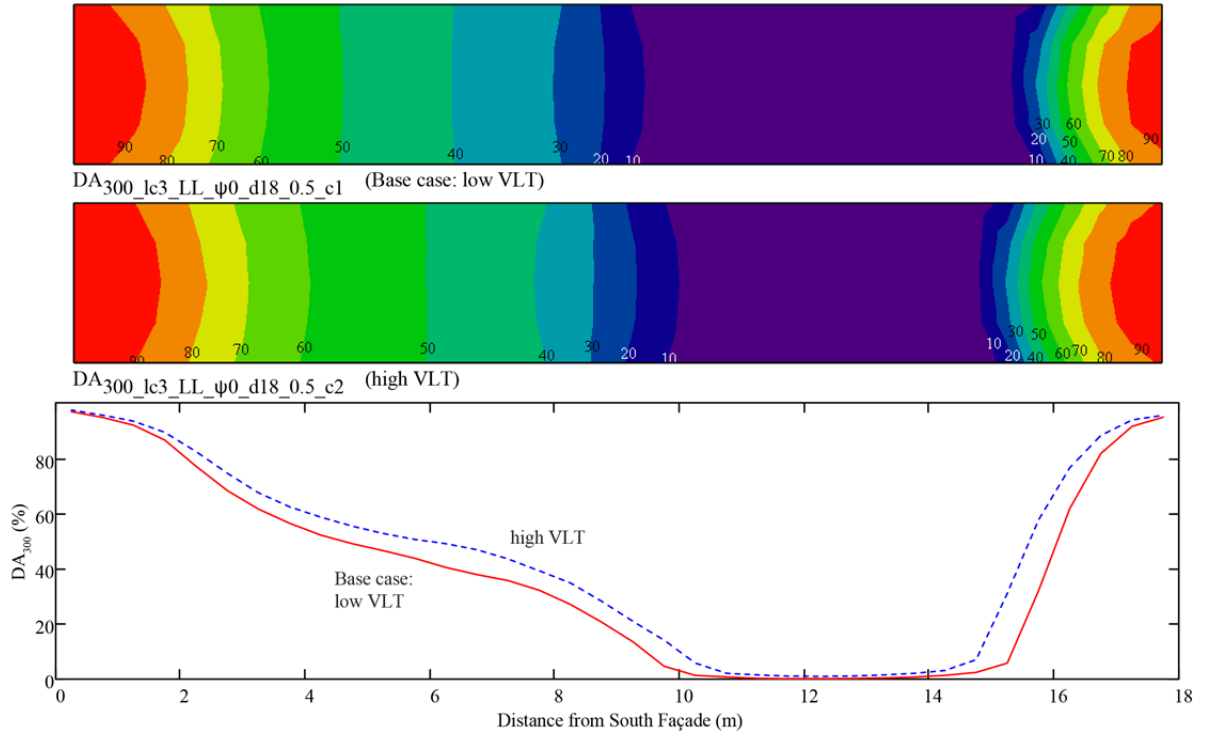 90 80 70 60 50 40 30 20 10 10 20 30 40 50 60 70 80 90
DA300_lc3_LL_ψ0_d18_0.5_c1 (Base case: low VLT)
90 80 70 60 50 40 30 20 10 10 20 30 40 50 60 70 80 90
DA300_lc3_LL_ψ0_d18_0.5_c2 (high VLT)
80
60
40
20
0
DA300 (%)
high VLT
Base case:
low VLT
0 2 4 6 8 10 12 14 16 18
Distance from South Façade (m)